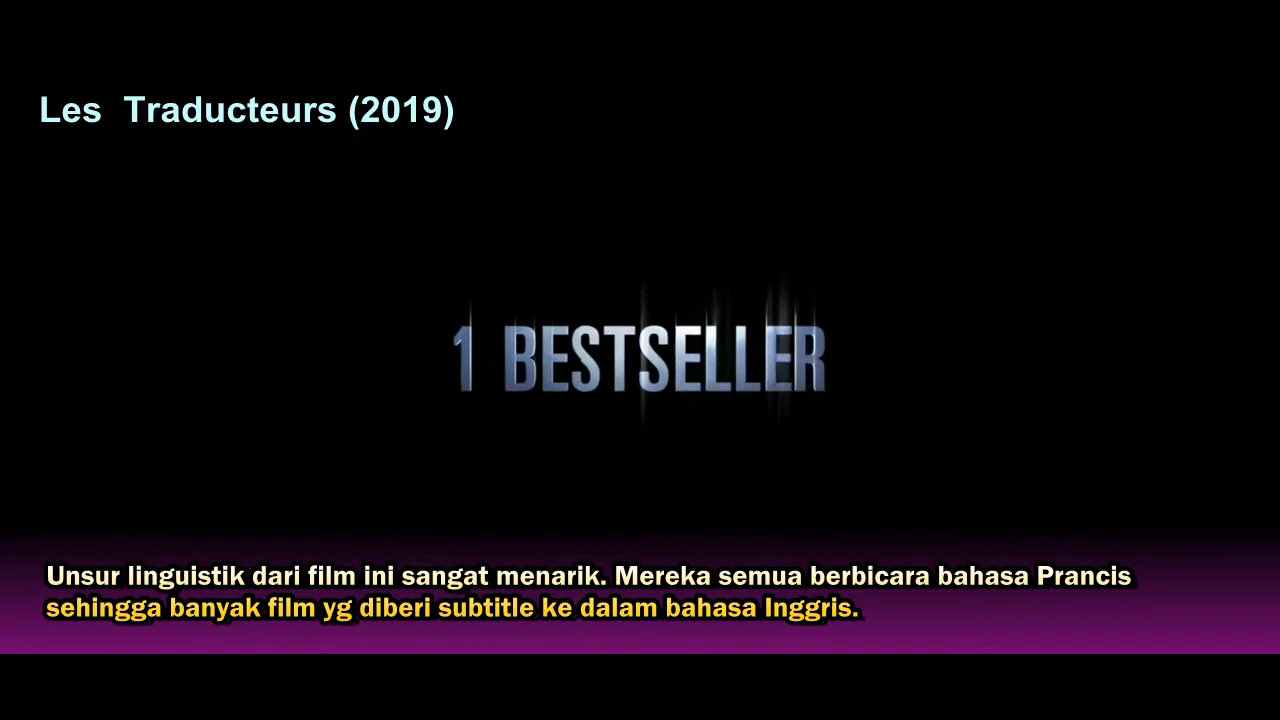 Les Traducteurs (2019)
1 BESTSELLER
Unsur linguistik dari film ini sangat menarik. Mereka semua berbicara bahasa Prancis
sehingga banyak film yg diberi subtitle ke dalam bahasa Inggris.